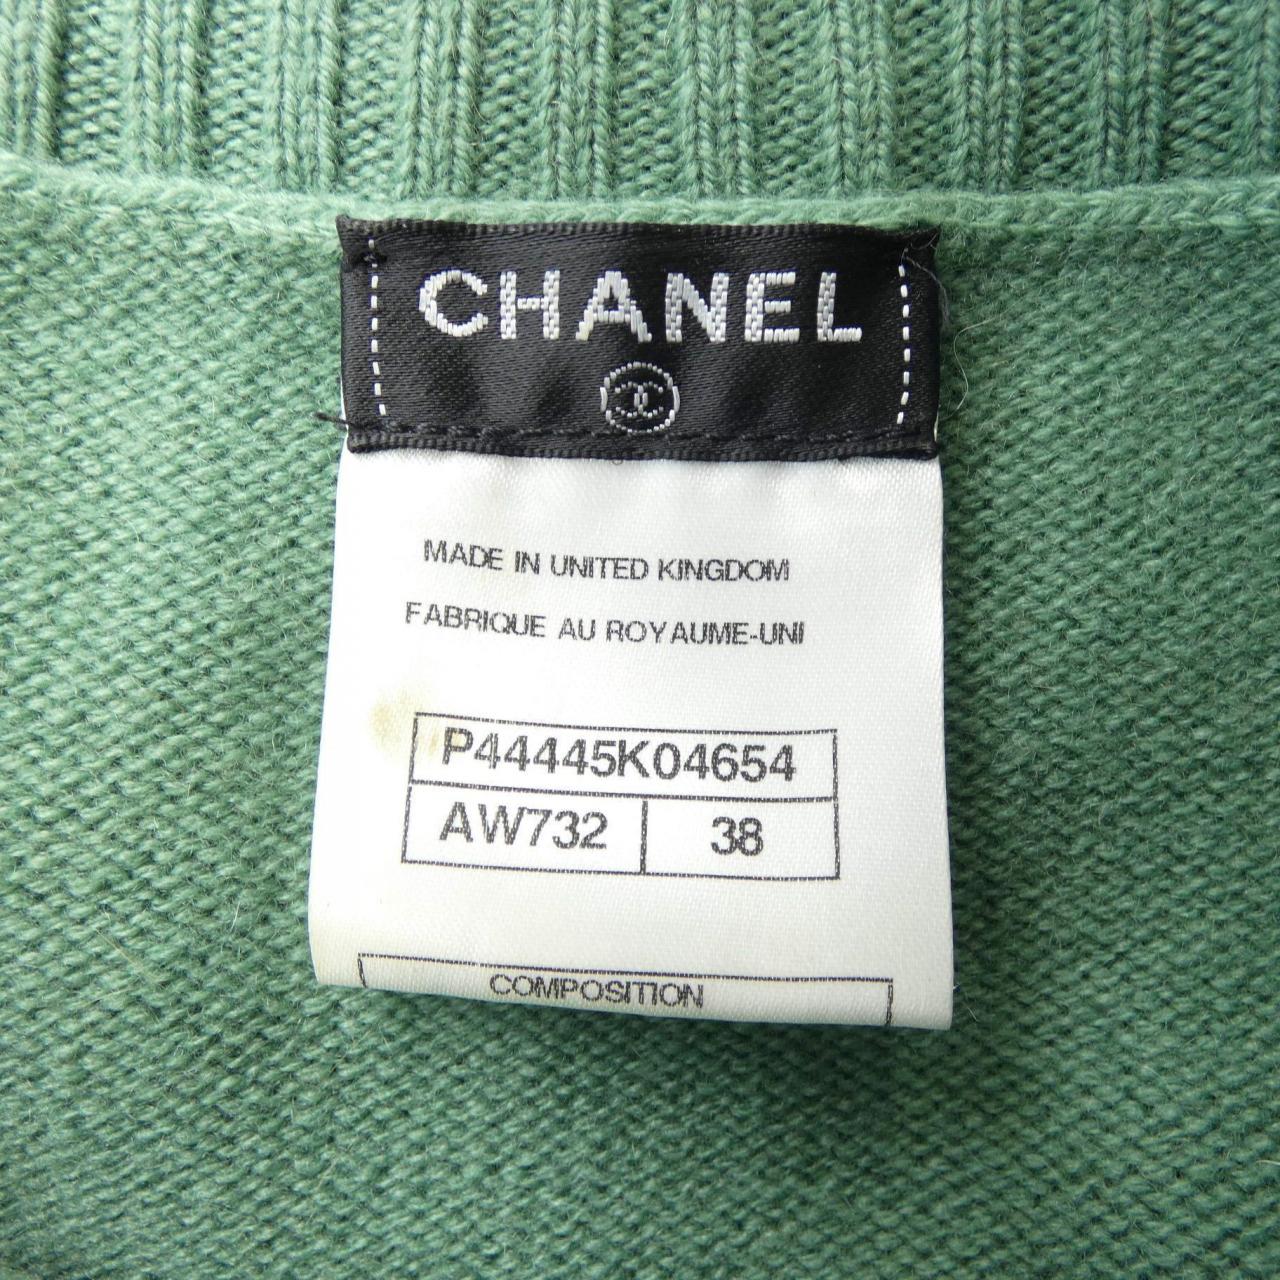 CHANEL
MADE IN UNITED KINGDOM
FABRIQUE AU ROYAUME-UNI
P44445K04654
AW732 38
COMPOSITION